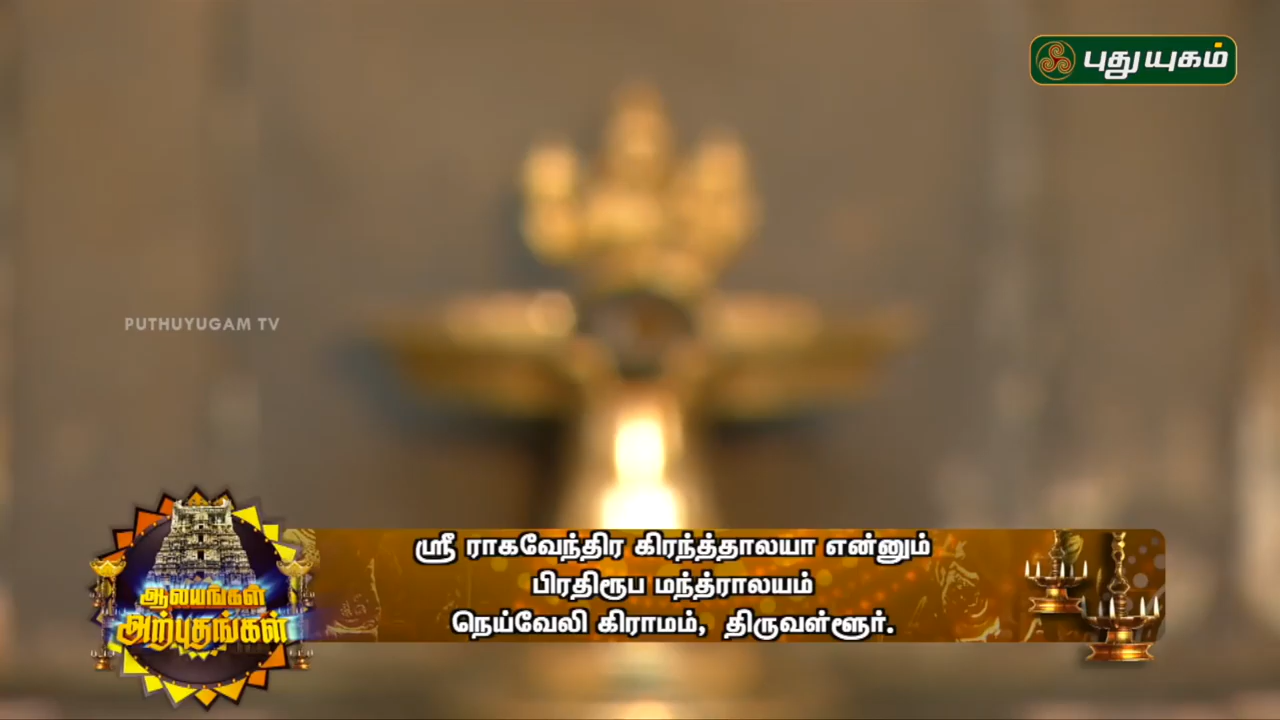 புதுயுகம்
PUTHUYUGAM TV
ஸ்ரீ ராகவேந்திர கிரந்த்தாலயா என்னும்
பிரதிரூப மந்த்ராலயம்
நெய்வேலி கிராமம், திருவள்ளூர்.
ஆலயங்கள்
அற்புதங்கள்